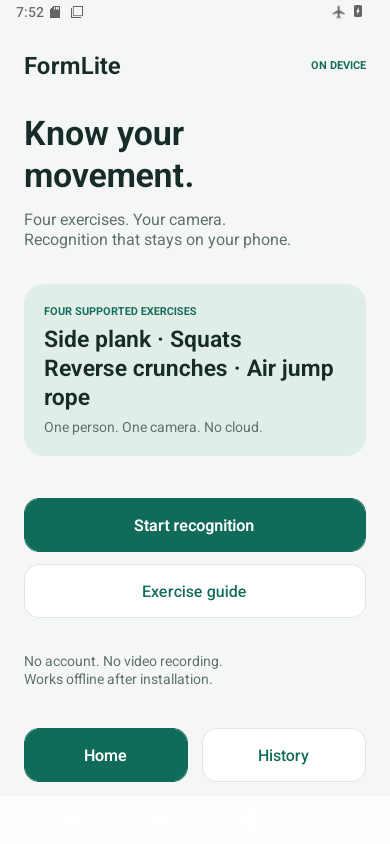 7:52
FormLite
ON DEVICE
Know your
movement.
Four exercises. Your camera.
Recognition that stays on your phone.
FOUR SUPPORTED EXERCISES
Side plank · Squats
Reverse crunches · Air jump
rope
One person. One camera. No cloud.
Start recognition
Exercise guide
No account. No video recording.
Works offline after installation.
Home
History